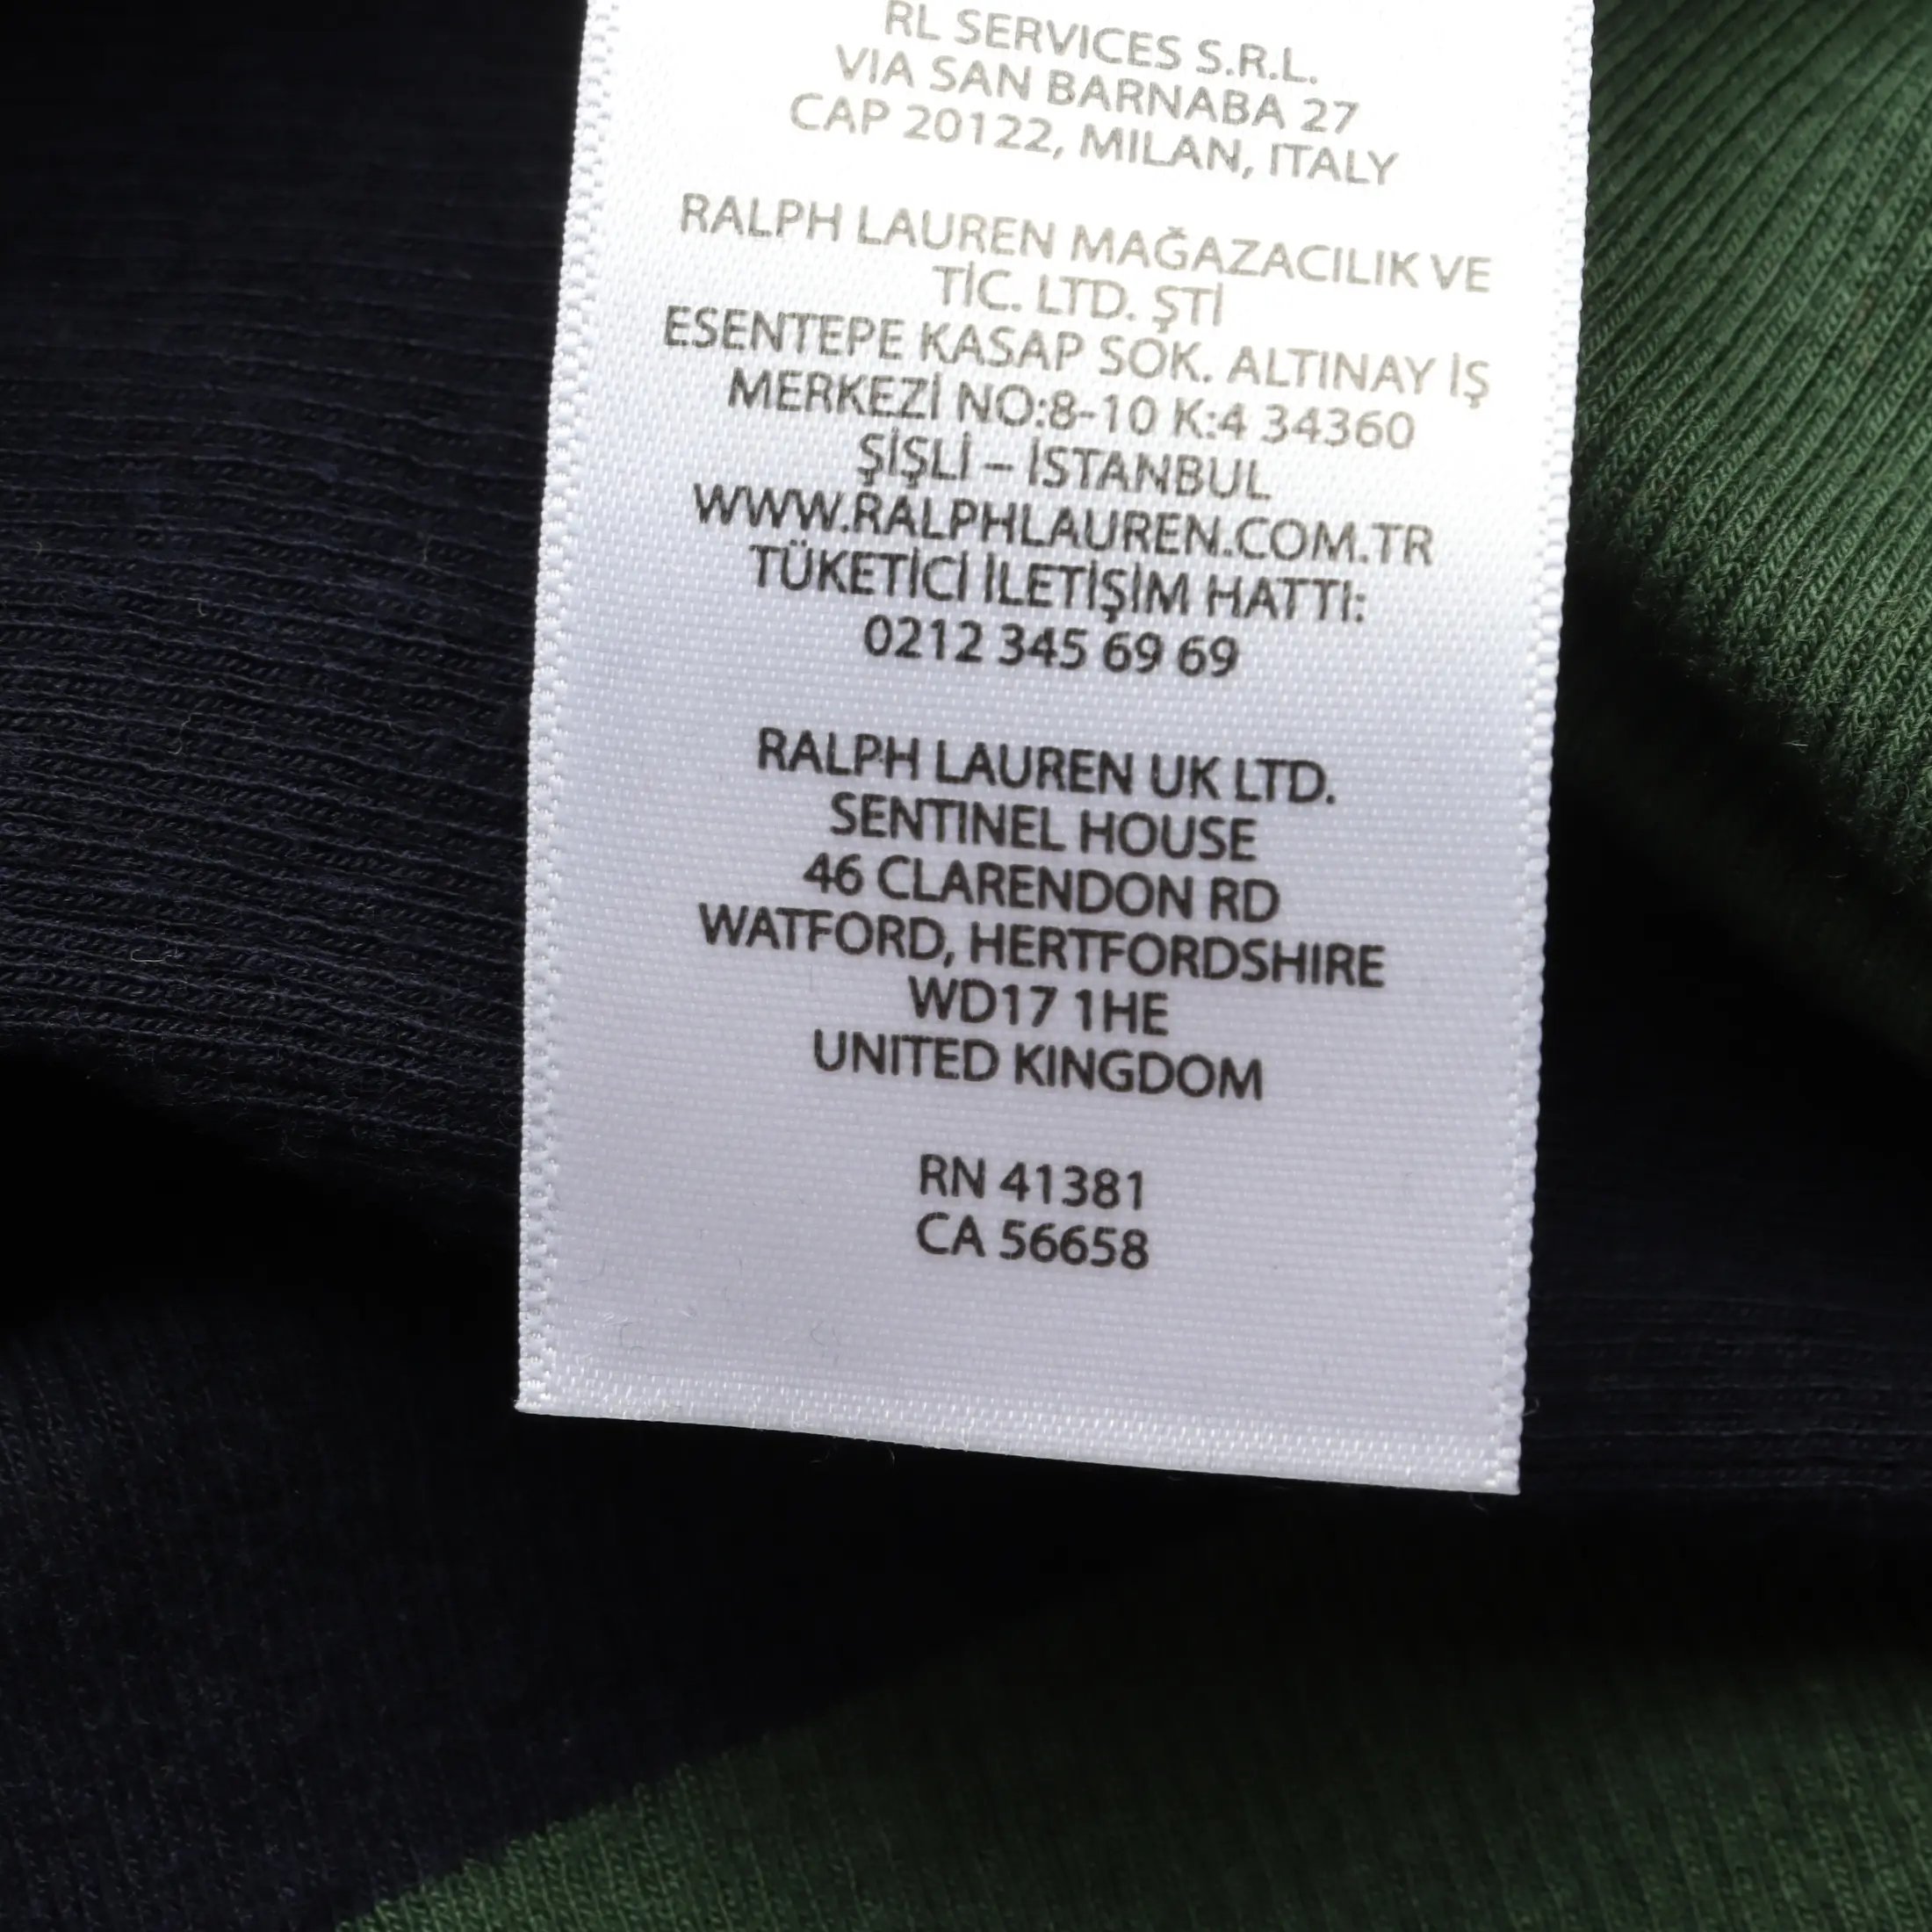 RL SERVICES S.R.L.
VIA SAN BARNABA 27
CAP 20122, MILAN, ITALY
RALPH LAUREN MAĞAZACILIK VE
TİC. LTD. ŞTİ
ESENTEPE KASAP SOK. ALTINAY İŞ
MERKEZİ NO:8-10 K:4 34360
ŞİŞLİ – İSTANBUL
WWW.RALPHLAUREN.COM.TR
TÜKETİCİ İLETİŞİM HATTI:
0212 345 69 69
RALPH LAUREN UK LTD.
SENTINEL HOUSE
46 CLARENDON RD
WATFORD, HERTFORDSHIRE
WD17 1HE
UNITED KINGDOM
RN 41381
CA 56658